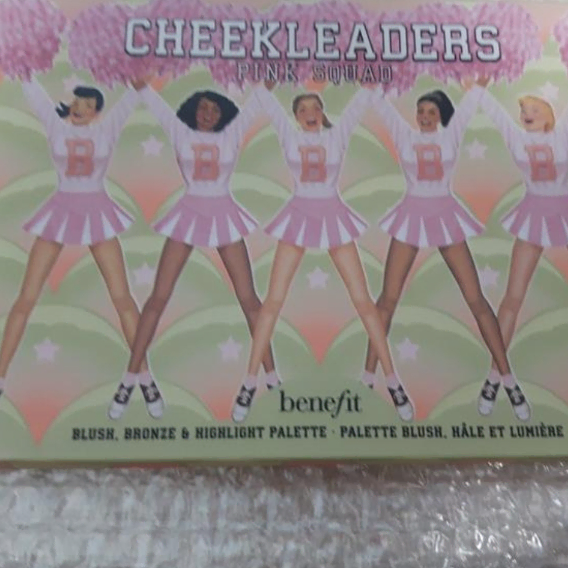 CHEEKLEADERS
PINK SQUAD
B B B B B
benefit
BLUSH, BRONZE & HIGHLIGHT PALETTE · PALETTE BLUSH, HÂLE ET LUMIÈRE